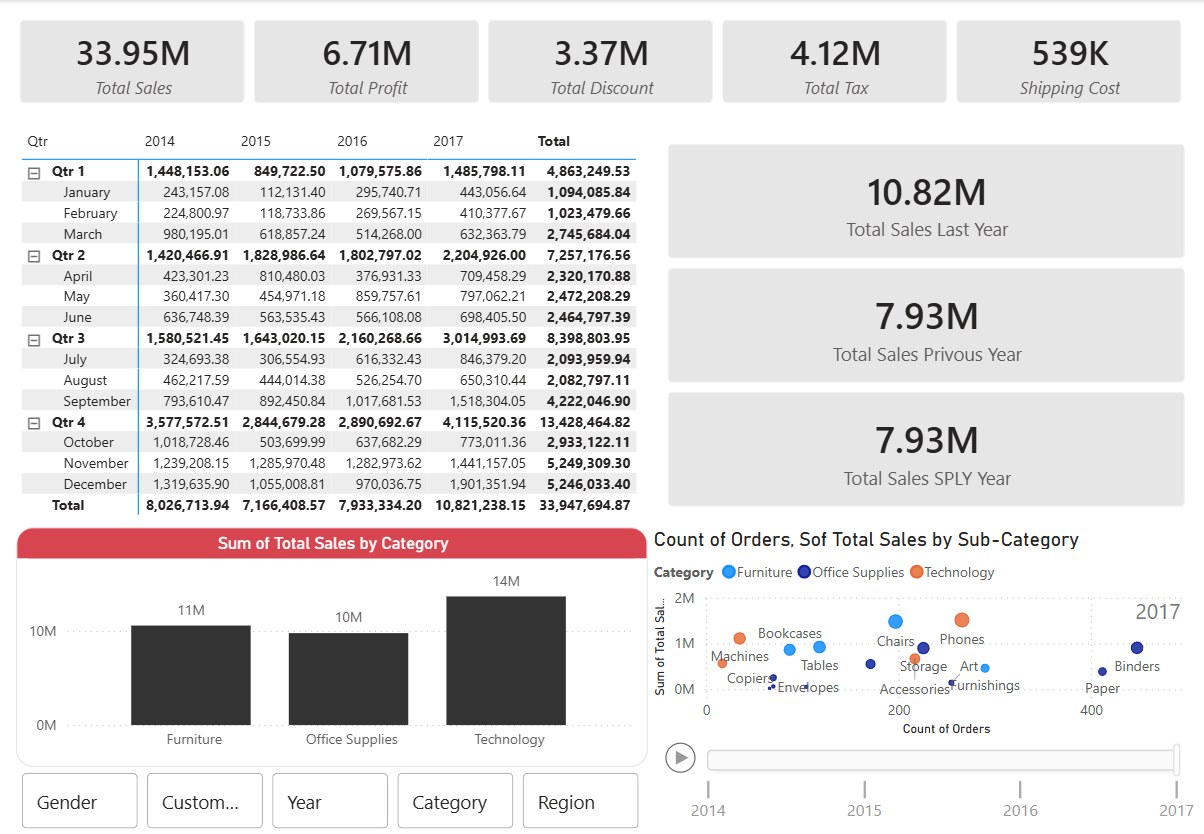 33.95M
Total Sales
6.71M
Total Profit
3.37M
Total Discount
4.12M
Total Tax
539K
Shipping Cost
Qtr 2014 2015 2016 2017 Total
Qtr 1 1,448,153.06 849,722.50 1,079,575.86 1,485,798.11 4,863,249.53
January 243,157.08 112,131.40 295,740.71 443,056.64 1,094,085.84
February 224,800.97 118,733.86 269,567.15 410,377.67 1,023,479.66
March 980,195.01 618,857.24 514,268.00 632,363.79 2,745,684.04
Qtr 2 1,420,466.91 1,828,986.64 1,802,797.02 2,204,926.00 7,257,176.56
April 423,301.23 810,480.03 376,931.33 709,458.29 2,320,170.88
May 360,417.30 454,971.18 859,757.61 797,062.21 2,472,208.29
June 636,748.39 563,535.43 566,108.08 698,405.50 2,464,797.39
Qtr 3 1,580,521.45 1,643,020.15 2,160,268.66 3,014,993.69 8,398,803.95
July 324,693.38 306,554.93 616,332.43 846,379.20 2,093,959.94
August 462,217.59 444,014.38 526,254.70 650,310.44 2,082,797.11
September 793,610.47 892,450.84 1,017,681.53 1,518,304.05 4,222,046.90
Qtr 4 3,577,572.51 2,844,679.28 2,890,692.67 4,115,520.36 13,428,464.82
October 1,018,728.46 503,699.99 637,682.29 773,011.36 2,933,122.11
November 1,239,208.15 1,285,970.48 1,282,973.62 1,441,157.05 5,249,309.30
December 1,319,635.90 1,055,008.81 970,036.75 1,901,351.94 5,246,033.40
Total 8,026,713.94 7,166,408.57 7,933,334.20 10,821,238.15 33,947,694.87
10.82M
Total Sales Last Year
7.93M
Total Sales Privous Year
7.93M
Total Sales SPLY Year
Sum of Total Sales by Category
14M
11M
10M
10M
0M
Furniture Office Supplies Technology
Count of Orders, Sof Total Sales by Sub-Category
Category Furniture Office Supplies Technology
Sum of Total Sal...
2M
2017
1M
0M
Bookcases
Chairs
Phones
Machines
Tables
Storage
Art
Binders
Copiers
Envelopes
Accessories
Furnishings
Paper
0 200 400
Count of Orders
2014 2015 2016 2017
Gender
Custom...
Year
Category
Region